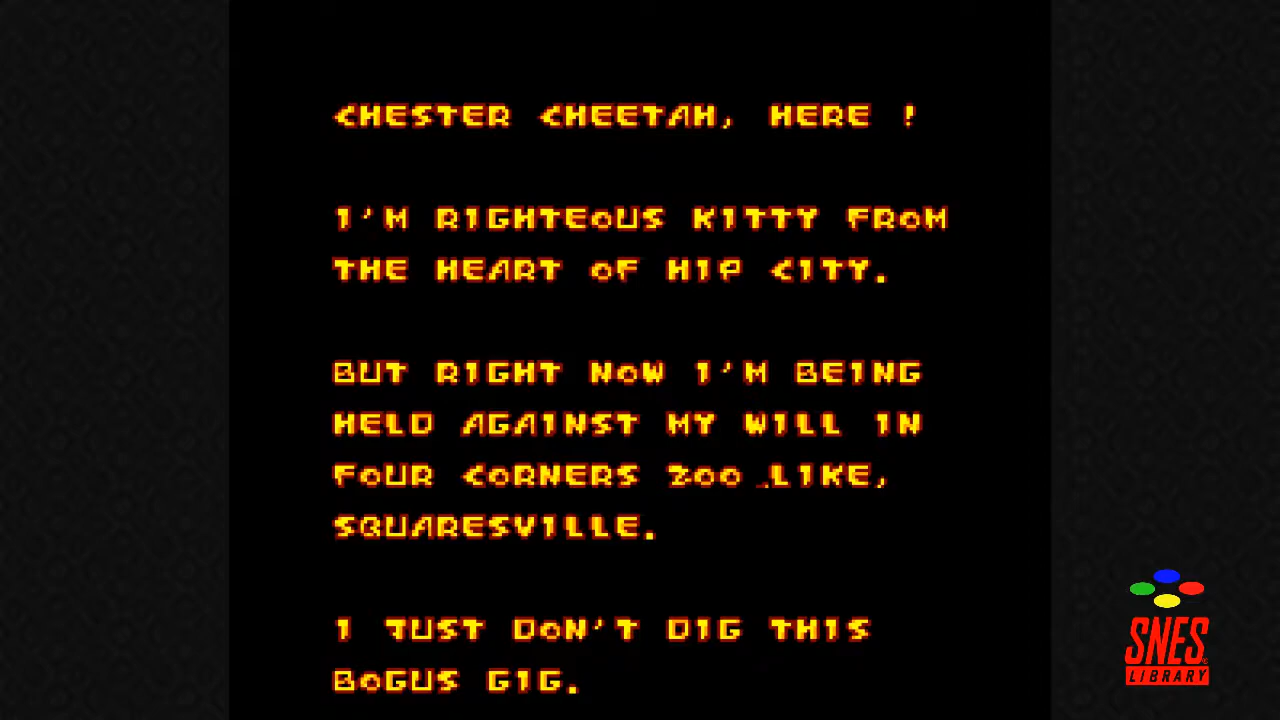 CHESTER CHEETAH, HERE !
I'M RIGHTEOUS KITTY FROM
THE HEART OF HIP CITY.
BUT RIGHT NOW I'M BEING
HELD AGAINST MY WILL IN
FOUR CORNERS ZOO .LIKE,
SQUARESVILLE.
I JUST DON'T DIG THIS
BOGUS GIG.
SNES
LIBRARY